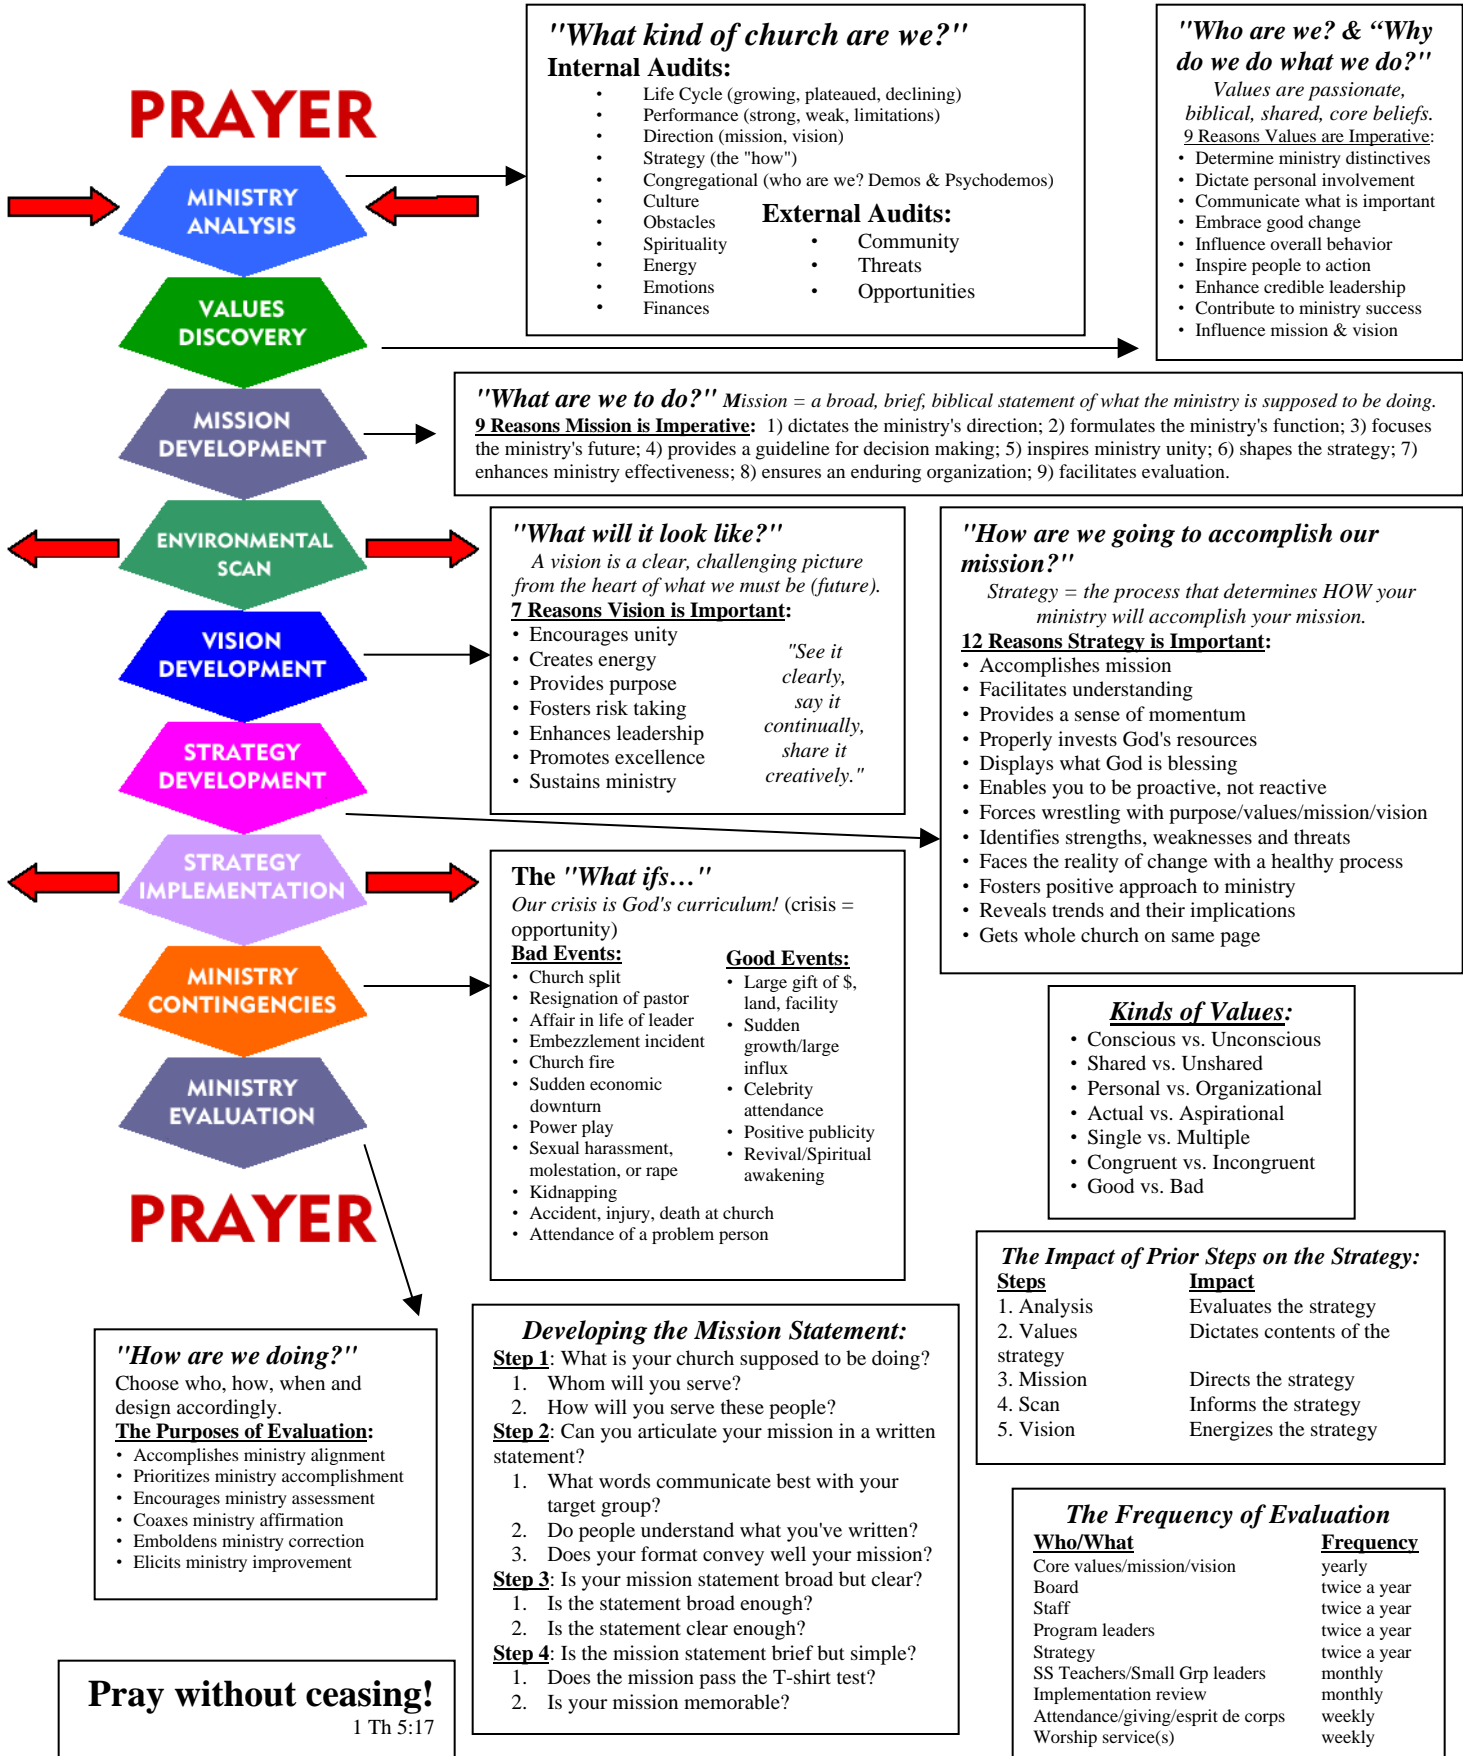 PRAYER
MINISTRY
ANALYSIS
VALUES
DISCOVERY
MISSION
DEVELOPMENT
ENVIRONMENTAL
SCAN
VISION
DEVELOPMENT
STRATEGY
DEVELOPMENT
STRATEGY
IMPLEMENTATION
MINISTRY
CONTINGENCIES
MINISTRY
EVALUATION
PRAYER
"What kind of church are we?"
Internal Audits:
• Life Cycle (growing, plateaued, declining)
• Performance (strong, weak, limitations)
• Direction (mission, vision)
• Strategy (the "how")
• Congregational (who are we? Demos & Psychodemos)
• Culture
• Obstacles
• Spirituality
• Energy
• Emotions
• Finances
External Audits:
• Community
• Threats
• Opportunities
"Who are we? & “Why
do we do what we do?"
Values are passionate,
biblical, shared, core beliefs.
9 Reasons Values are Imperative:
• Determine ministry distinctives
• Dictate personal involvement
• Communicate what is important
• Embrace good change
• Influence overall behavior
• Inspire people to action
• Enhance credible leadership
• Contribute to ministry success
• Influence mission & vision
"What are we to do?" Mission = a broad, brief, biblical statement of what the ministry is supposed to be doing.
9 Reasons Mission is Imperative: 1) dictates the ministry's direction; 2) formulates the ministry's function; 3) focuses
the ministry's future; 4) provides a guideline for decision making; 5) inspires ministry unity; 6) shapes the strategy; 7)
enhances ministry effectiveness; 8) ensures an enduring organization; 9) facilitates evaluation.
"What will it look like?"
A vision is a clear, challenging picture
from the heart of what we must be (future).
7 Reasons Vision is Important:
• Encourages unity
• Creates energy
• Provides purpose
• Fosters risk taking
• Enhances leadership
• Promotes excellence
• Sustains ministry
"See it
clearly,
say it
continually,
share it
creatively."
"How are we going to accomplish our
mission?"
Strategy = the process that determines HOW your
ministry will accomplish your mission.
12 Reasons Strategy is Important:
• Accomplishes mission
• Facilitates understanding
• Provides a sense of momentum
• Properly invests God's resources
• Displays what God is blessing
• Enables you to be proactive, not reactive
• Forces wrestling with purpose/values/mission/vision
• Identifies strengths, weaknesses and threats
• Faces the reality of change with a healthy process
• Fosters positive approach to ministry
• Reveals trends and their implications
• Gets whole church on same page
The "What ifs…"
Our crisis is God's curriculum! (crisis =
opportunity)
Bad Events:
• Church split
• Resignation of pastor
• Affair in life of leader
• Embezzlement incident
• Church fire
• Sudden economic
downturn
• Power play
• Sexual harassment,
molestation, or rape
• Kidnapping
• Accident, injury, death at church
• Attendance of a problem person
Good Events:
• Large gift of $,
land, facility
• Sudden
growth/large
influx
• Celebrity
attendance
• Positive publicity
• Revival/Spiritual
awakening
Kinds of Values:
• Conscious vs. Unconscious
• Shared vs. Unshared
• Personal vs. Organizational
• Actual vs. Aspirational
• Single vs. Multiple
• Congruent vs. Incongruent
• Good vs. Bad
The Impact of Prior Steps on the Strategy:
Steps Impact
1. Analysis Evaluates the strategy
2. Values Dictates contents of the
strategy
3. Mission Directs the strategy
4. Scan Informs the strategy
5. Vision Energizes the strategy
"How are we doing?"
Choose who, how, when and
design accordingly.
The Purposes of Evaluation:
• Accomplishes ministry alignment
• Prioritizes ministry accomplishment
• Encourages ministry assessment
• Coaxes ministry affirmation
• Emboldens ministry correction
• Elicits ministry improvement
Developing the Mission Statement:
Step 1: What is your church supposed to be doing?
1. Whom will you serve?
2. How will you serve these people?
Step 2: Can you articulate your mission in a written
statement?
1. What words communicate best with your
target group?
2. Do people understand what you've written?
3. Does your format convey well your mission?
Step 3: Is your mission statement broad but clear?
1. Is the statement broad enough?
2. Is the statement clear enough?
Step 4: Is the mission statement brief but simple?
1. Does the mission pass the T-shirt test?
2. Is your mission memorable?
The Frequency of Evaluation
Who/What Frequency
Core values/mission/vision yearly
Board twice a year
Staff twice a year
Program leaders twice a year
Strategy twice a year
SS Teachers/Small Grp leaders monthly
Implementation review monthly
Attendance/giving/esprit de corps weekly
Worship service(s) weekly
Pray without ceasing!
1 Th 5:17